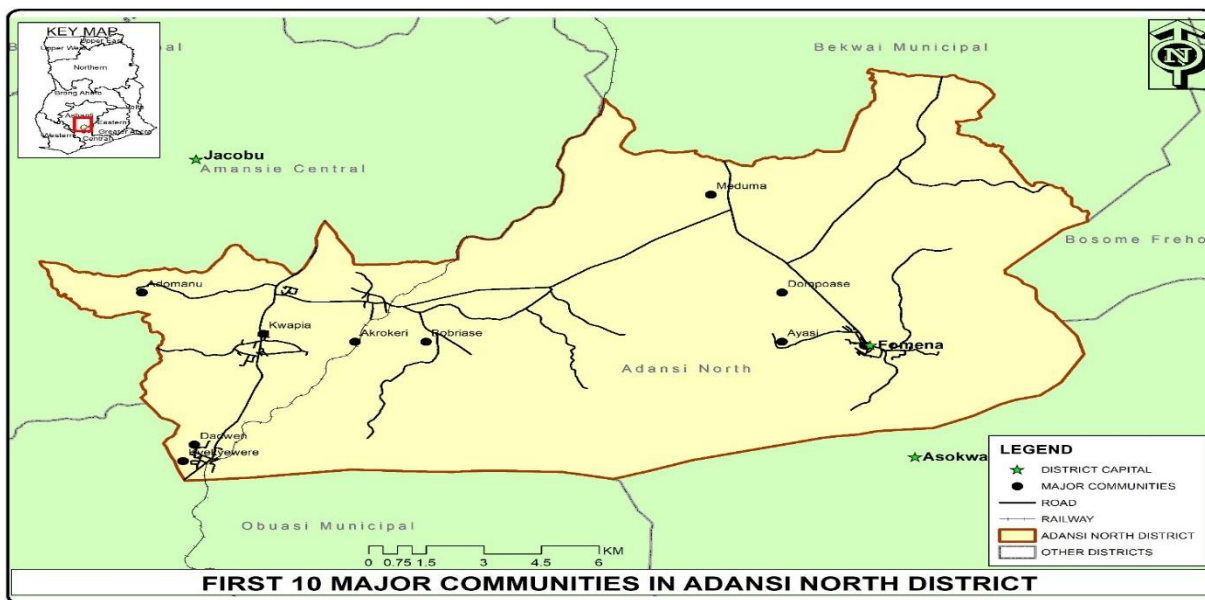 KEY MAP
Upper East
Upper West
Northern
Brong Ahafo
Volta
Ashanti
Eastern
Greater Accra
Western
Central
N
Bekwai Municipal
Jacobu
Amansie Central
Meduma
Bosome Freho
Adomanu
Dompoase
Kwapia
Akrokeri
Bobriase
Ayasi
Fomena
Adansi North
Dadwen
Kyekyewere
Asokwa
Obuasi Municipal
LEGEND
DISTRICT CAPITAL
MAJOR COMMUNITIES
ROAD
RAILWAY
ADANSI NORTH DISTRICT
OTHER DISTRICTS
KM
0 0.75 1.5 3 4.5 6
FIRST 10 MAJOR COMMUNITIES IN ADANSI NORTH DISTRICT